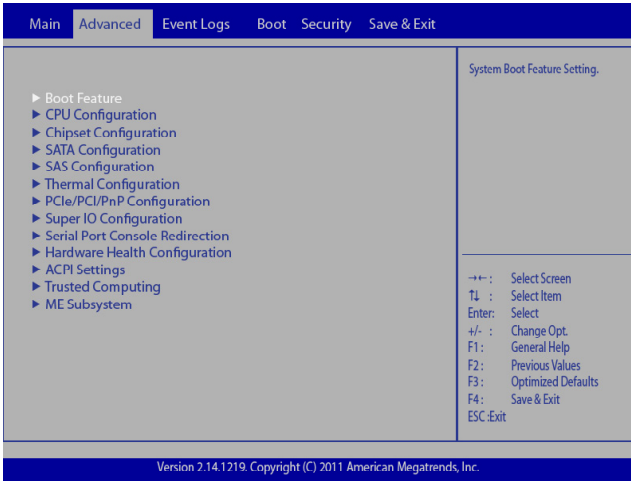 Main Advanced Event Logs Boot Security Save & Exit
System Boot Feature Setting.
▶ Boot Feature
▶ CPU Configuration
▶ Chipset Configuration
▶ SATA Configuration
▶ SAS Configuration
▶ Thermal Configuration
▶ PCIe/PCI/PnP Configuration
▶ Super IO Configuration
▶ Serial Port Console Redirection
▶ Hardware Health Configuration
▶ ACPI Settings
▶ Trusted Computing
▶ ME Subsystem
→←: Select Screen
↑↓ : Select Item
Enter: Select
+/- : Change Opt.
F1: General Help
F2: Previous Values
F3: Optimized Defaults
F4: Save & Exit
ESC :Exit
Version 2.14.1219. Copyright (C) 2011 American Megatrends, Inc.